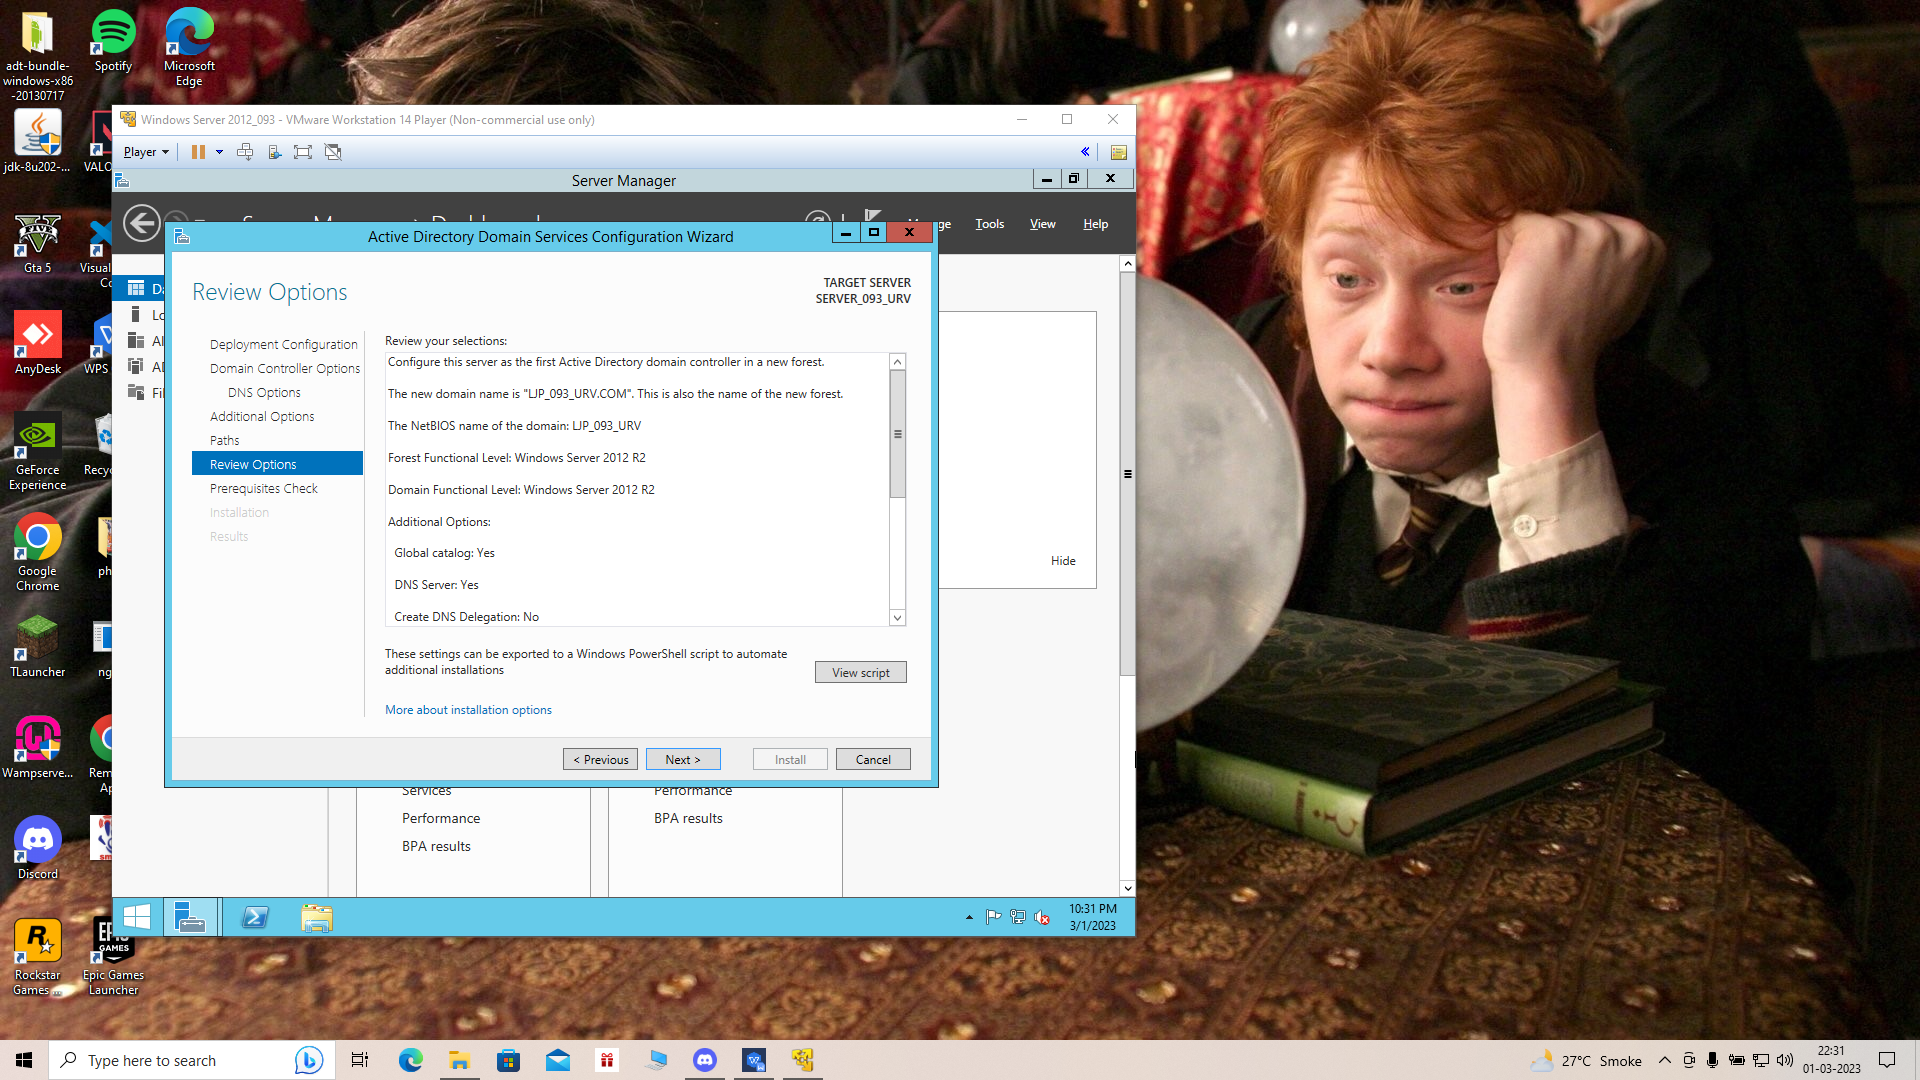 adt-bundle-
windows-x86
-20130717
Spotify
Microsoft
Edge
jdk-8u202-...
VALO
Gta 5
Visual
Co
AnyDesk
WPS
GeForce
Experience
Recyc
Google
Chrome
ph
TLauncher
ng
Wampserve...
Rem
Ap
Discord
Rockstar
Games ...
EPIC
GAMES
Epic Games
Launcher
Windows Server 2012_093 - VMware Workstation 14 Player (Non-commercial use only)
Player
Server Manager
Tools
View
Help
Active Directory Domain Services Configuration Wizard
Review Options
TARGET SERVER
SERVER_093_URV
Deployment Configuration
Domain Controller Options
DNS Options
Additional Options
Paths
Review Options
Prerequisites Check
Installation
Results
Review your selections:
Configure this server as the first Active Directory domain controller in a new forest.
The new domain name is "LJP_093_URV.COM". This is also the name of the new forest.
The NetBIOS name of the domain: LJP_093_URV
Forest Functional Level: Windows Server 2012 R2
Domain Functional Level: Windows Server 2012 R2
Additional Options:
Global catalog: Yes
DNS Server: Yes
Create DNS Delegation: No
These settings can be exported to a Windows PowerShell script to automate
additional installations
View script
More about installation options
< Previous
Next >
Install
Cancel
Hide
Services
Performance
BPA results
Performance
BPA results
10:31 PM
3/1/2023
Type here to search
27°C Smoke
22:31
01-03-2023